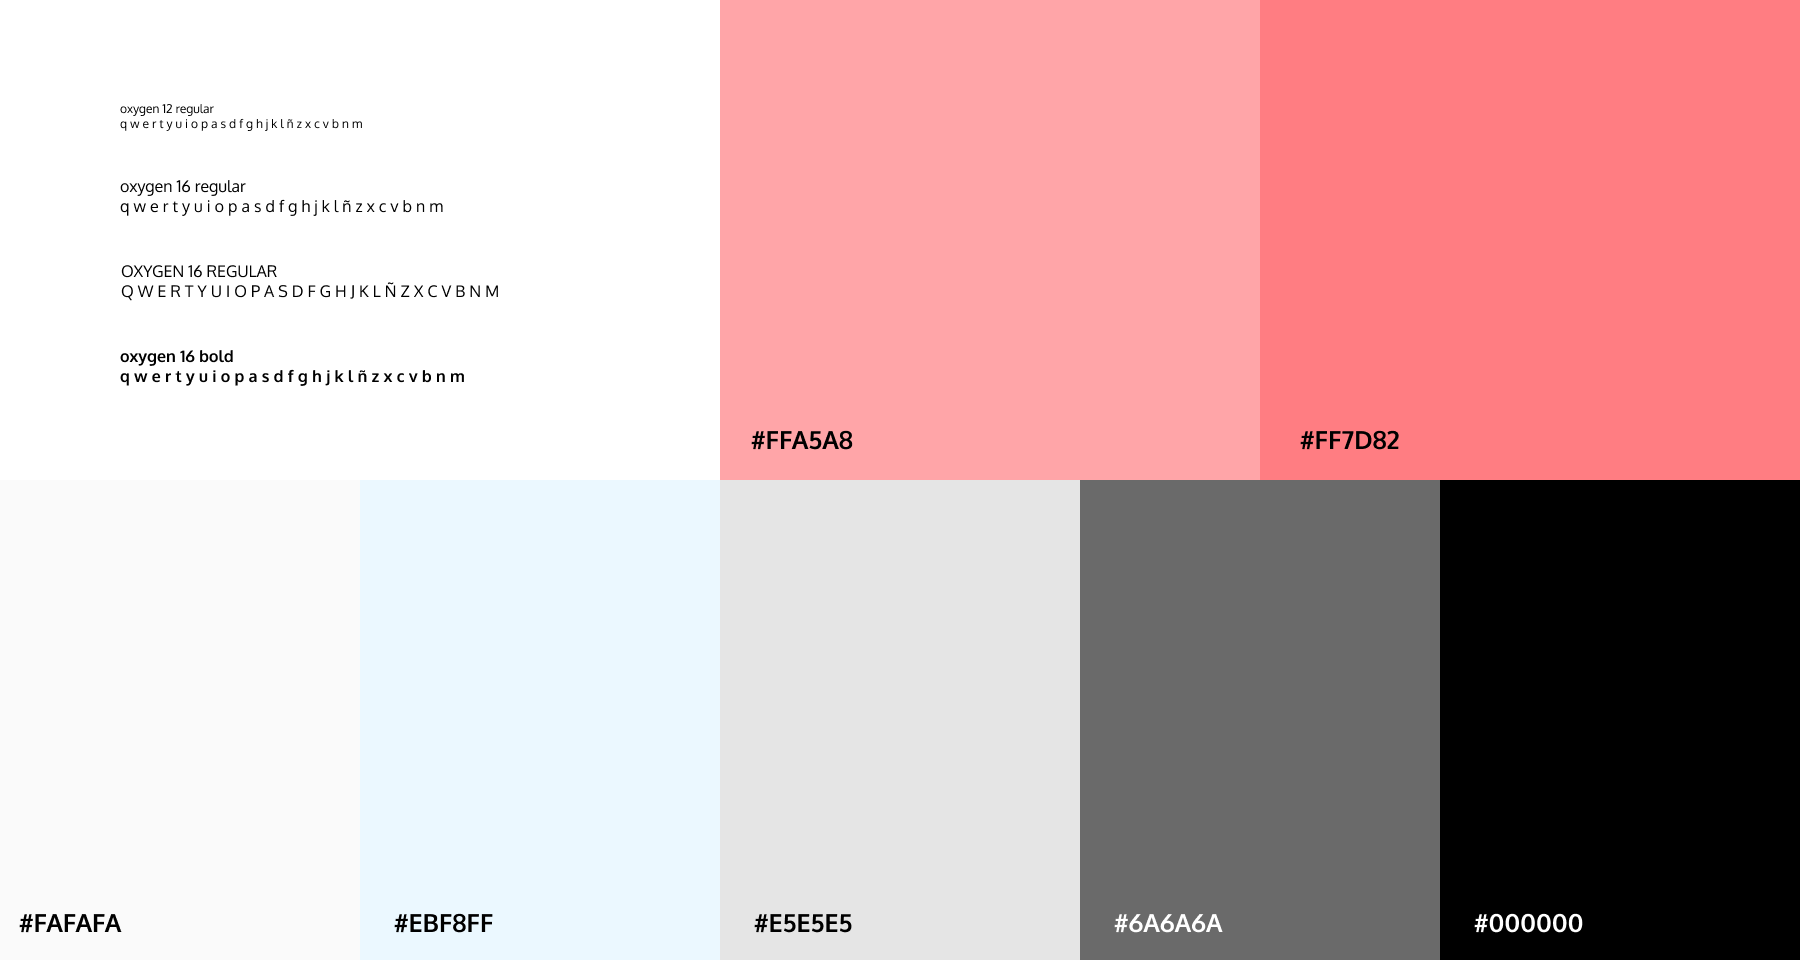 oxygen 12 regular
q w e r t y u i o p a s d f g h j k l ñ z x c v b n m
oxygen 16 regular
q w e r t y u i o p a s d f g h j k l ñ z x c v b n m
OXYGEN 16 REGULAR
Q W E R T Y U I O P A S D F G H J K L Ñ Z X C V B N M
oxygen 16 bold
q w e r t y u i o p a s d f g h j k l ñ z x c v b n m
#FFA5A8
#FF7D82
#FAFAFA
#EBF8FF
#E5E5E5
#6A6A6A
#000000